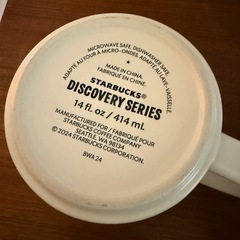 MICROWAVE SAFE. DISHWASHER SAFE.
ADAPTÉ AU FOUR À MICRO-ONDES. ADAPTÉ AU LAVE-VAISSELLE.
MADE IN CHINA.
FABRIQUÉ EN CHINE.
STARBUCKS®
DISCOVERY SERIES
14 fl. oz / 414 mL
MANUFACTURED FOR / FABRIQUÉ POUR
STARBUCKS COFFEE COMPANY
SEATTLE, WA 98134
© 2024 STARBUCKS CORPORATION.
BWA 24